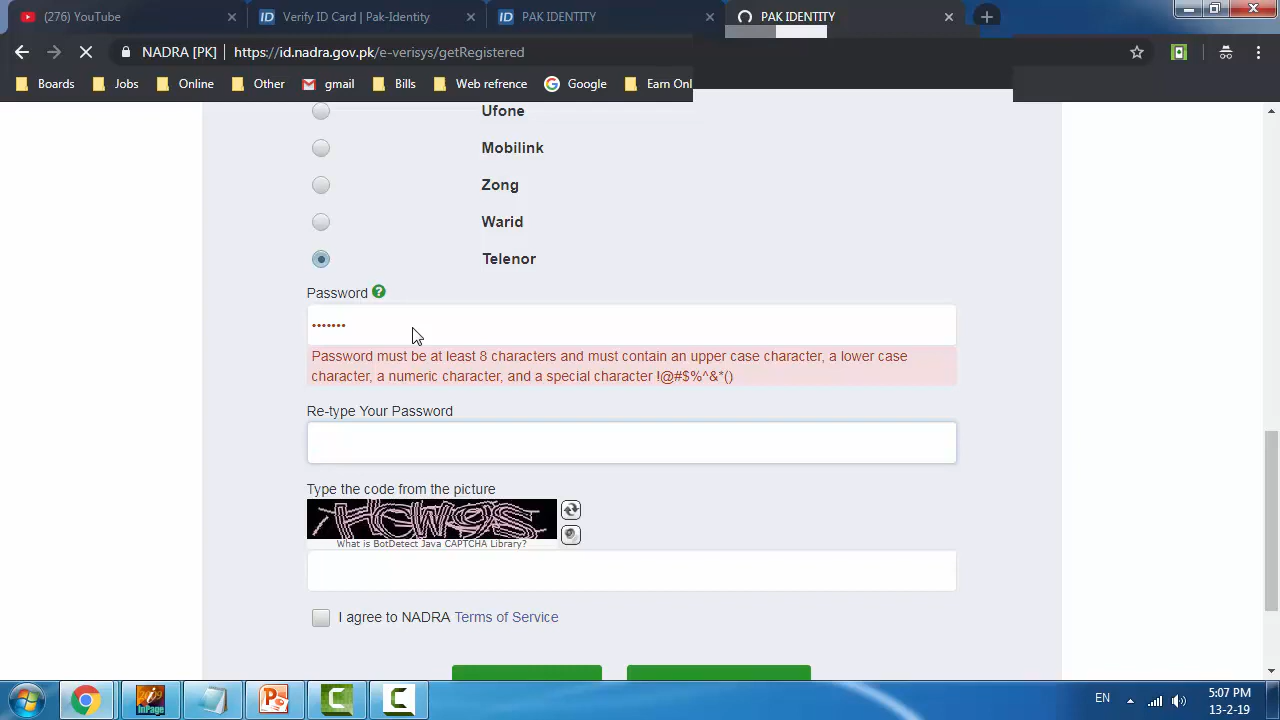 (276) YouTube
Verify ID Card | Pak-Identity
PAK IDENTITY
PAK IDENTITY
NADRA [PK] https://id.nadra.gov.pk/e-verisys/getRegistered
Boards Jobs Online Other gmail Bills Web refrence Google Earn Onl
Ufone
Mobilink
Zong
Warid
Telenor
Password
Password must be at least 8 characters and must contain an upper case character, a lower case
character, a numeric character, and a special character !@#$%^&*()
Re-type Your Password
Type the code from the picture
What is BotDetect Java CAPTCHA Library?
I agree to NADRA Terms of Service
EN
5:07 PM
13-2-19